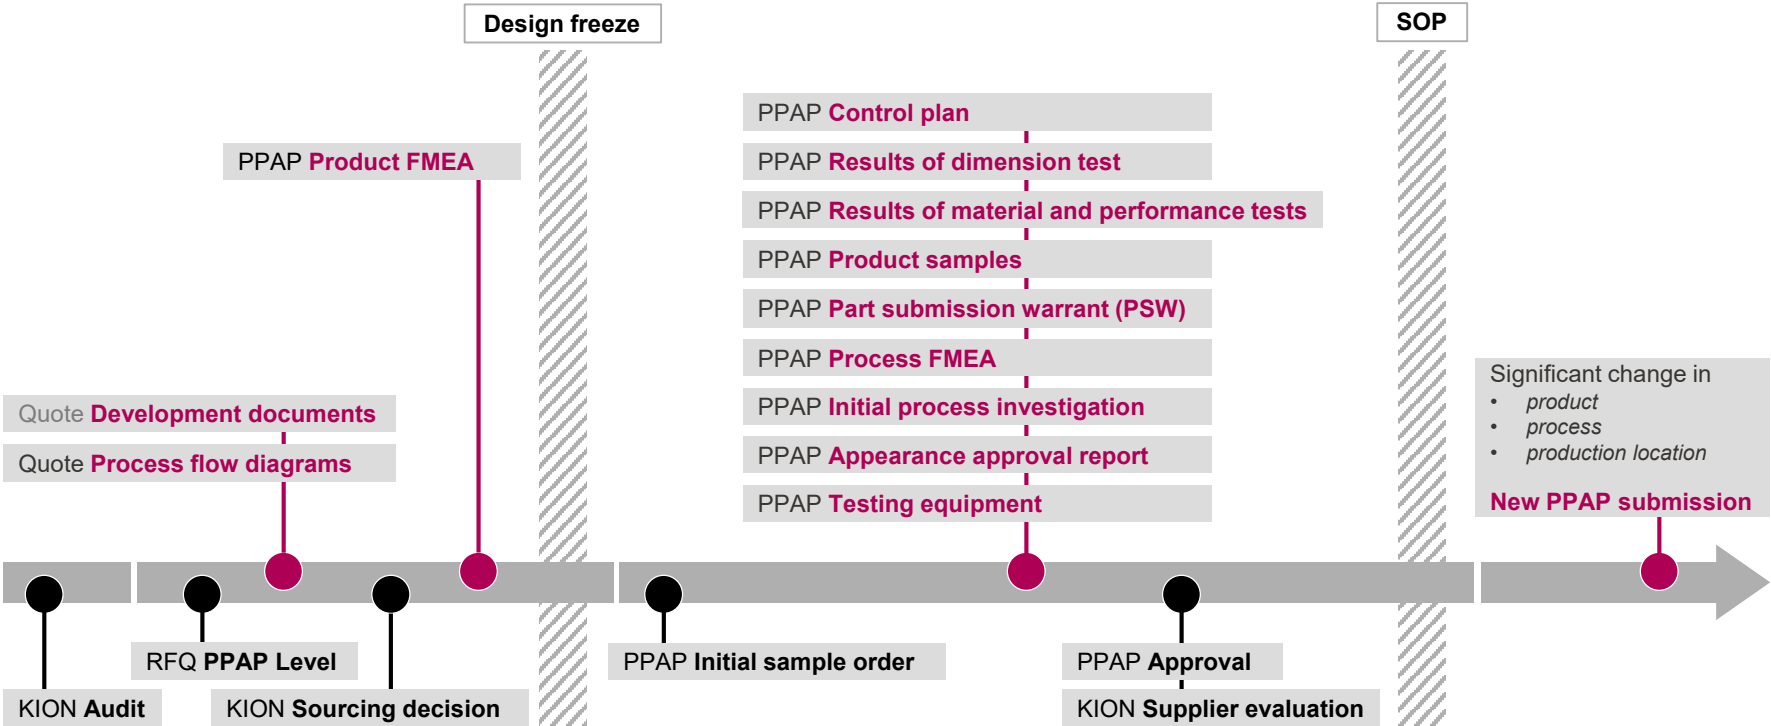 Design freeze
SOP
PPAP Control plan
PPAP Product FMEA
PPAP Results of dimension test
PPAP Results of material and performance tests
PPAP Product samples
PPAP Part submission warrant (PSW)
PPAP Process FMEA
Significant change in
• product
• process
• production location
New PPAP submission
Quote Development documents
PPAP Initial process investigation
Quote Process flow diagrams
PPAP Appearance approval report
PPAP Testing equipment
RFQ PPAP Level
PPAP Initial sample order
PPAP Approval
KION Audit
KION Sourcing decision
KION Supplier evaluation